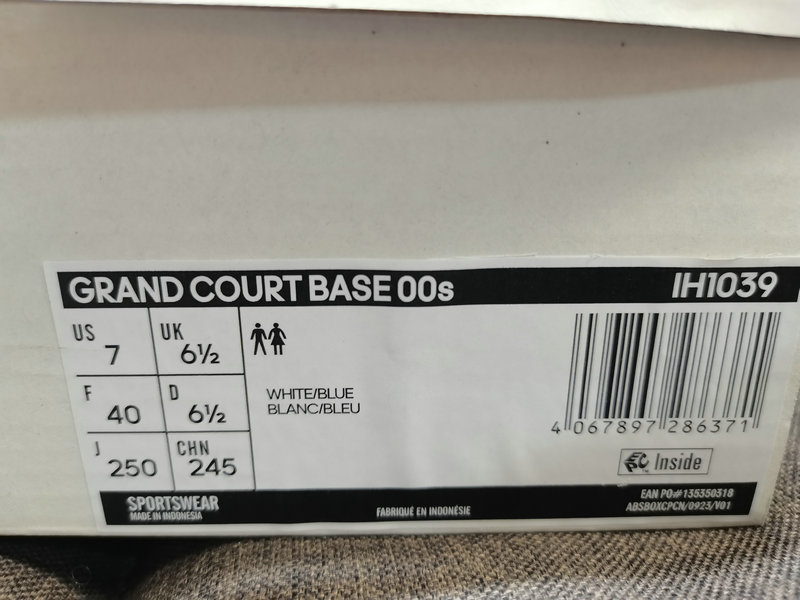 GRAND COURT BASE 00s IH1039
US 7 UK 6½
F 40 D 6½
J 250 CHN 245
WHITE/BLUE
BLANC/BLEU
4 067897 286371
Inside
SPORTSWEAR
MADE IN INDONESIA
FABRIQUÉ EN INDONÉSIE
EAN PO#135350318
ABSBOXCPCN/0923/V01